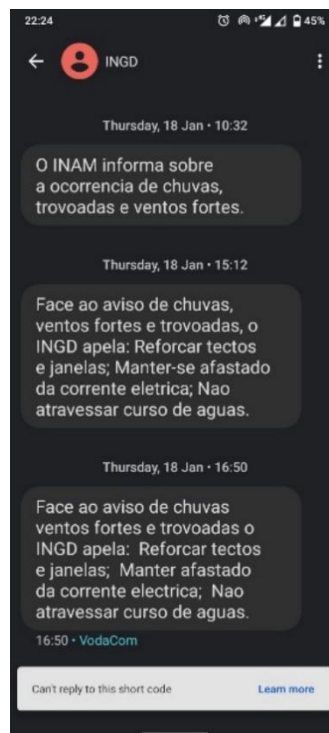 22:24
45%
INGD
Thursday, 18 Jan • 10:32
O INAM informa sobre
a ocorrencia de chuvas,
trovoadas e ventos fortes.
Thursday, 18 Jan • 15:12
Face ao aviso de chuvas,
ventos fortes e trovoadas, o
INGD apela: Reforcar tectos
e janelas; Manter-se afastado
da corrente eletrica; Nao
atravessar curso de aguas.
Thursday, 18 Jan • 16:50
Face ao aviso de chuvas
ventos fortes e trovoadas o
INGD apela:  Reforcar tectos
e janelas;  Manter afastado
da corrente electrica;  Nao
atravessar curso de aguas.
16:50 • VodaCom
Can't reply to this short code Learn more